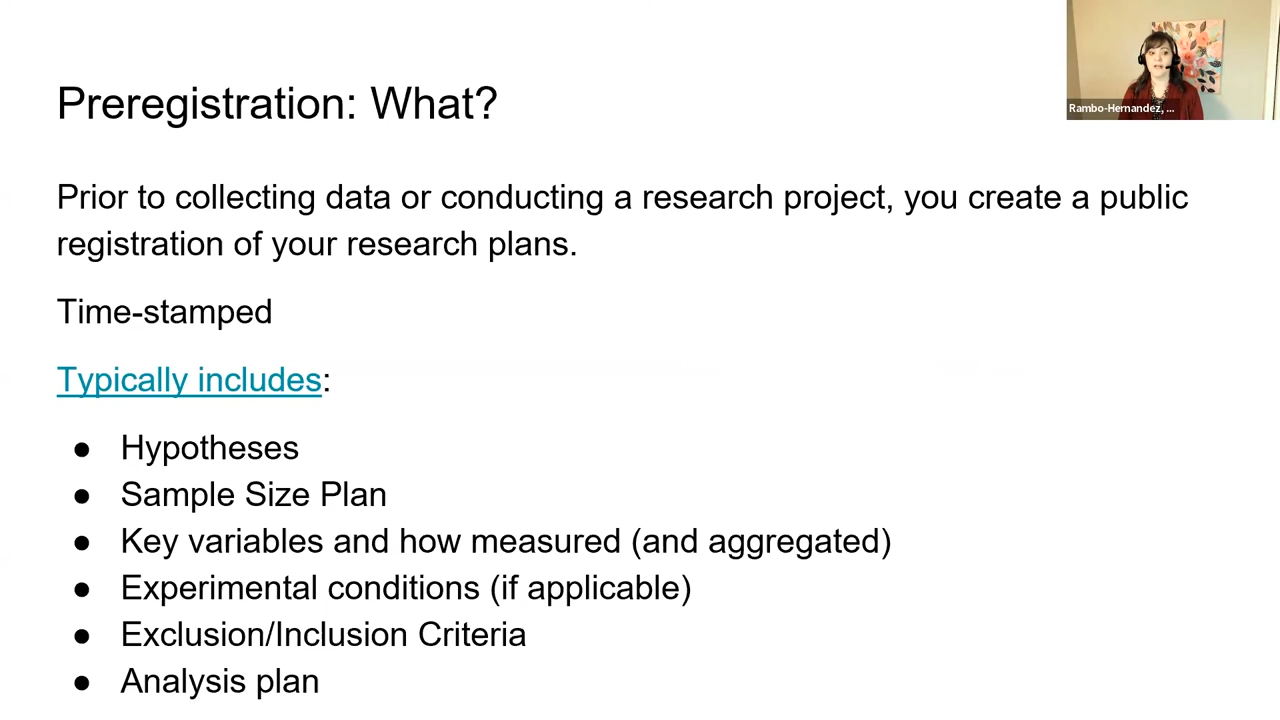 Preregistration: What?
Rambo-Hernandez, ...
Prior to collecting data or conducting a research project, you create a public
registration of your research plans.
Time-stamped
Typically includes:
● Hypotheses
● Sample Size Plan
● Key variables and how measured (and aggregated)
● Experimental conditions (if applicable)
● Exclusion/Inclusion Criteria
● Analysis plan